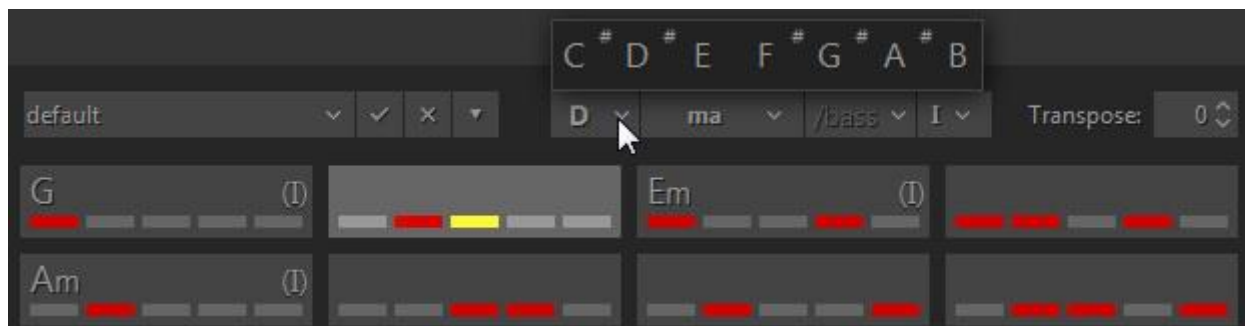 C # D # E F # G # A # B
default D ma /bass I Transpose: 0
G (I) Em (I)
Am (I)